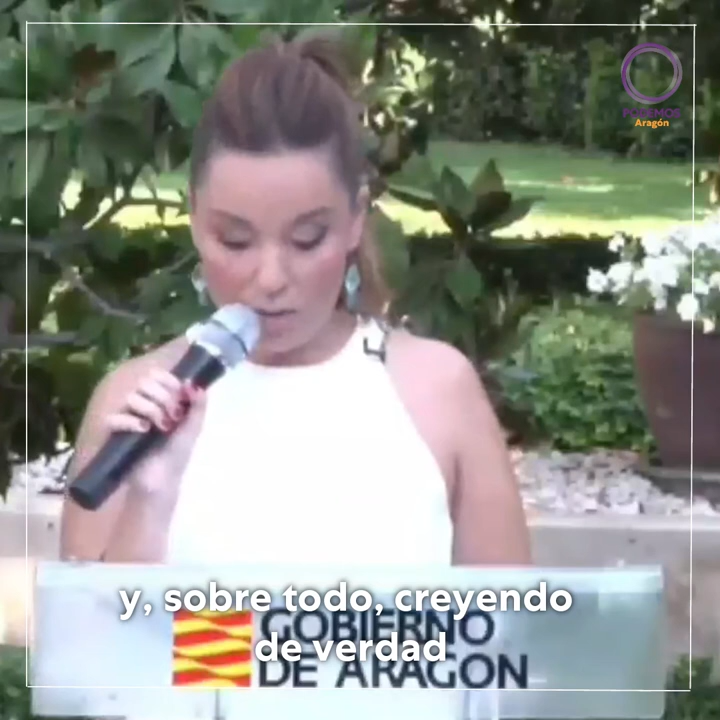 PODEMOS
Aragón
y, sobre todo, creyendo
de verdad
GOBIERNO
DE ARAGON